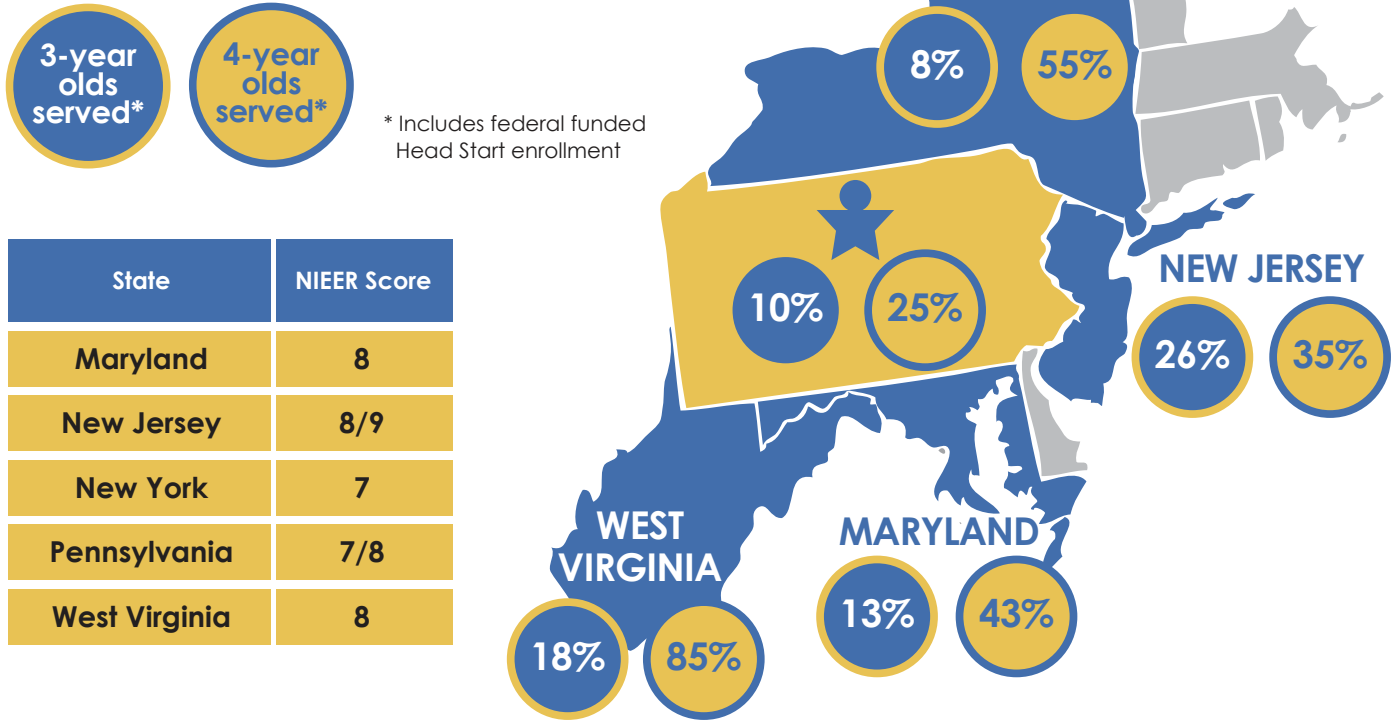 3-year
olds
served*
4-year
olds
served*
* Includes federal funded
Head Start enrollment
8%
55%
10%
25%
NEW JERSEY
26%
35%
State NIEER Score
Maryland 8
New Jersey 8/9
New York 7
Pennsylvania 7/8
West Virginia 8
WEST
VIRGINIA
18%
85%
MARYLAND
13%
43%